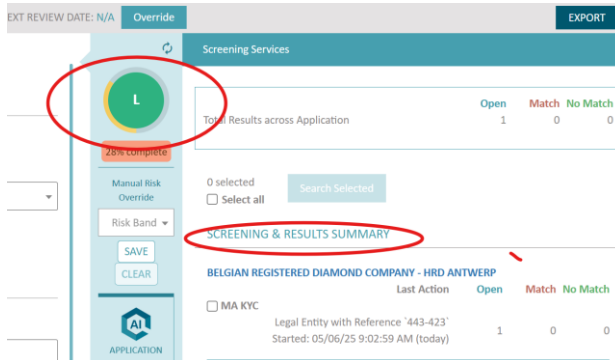 EXT REVIEW DATE: N/A Override EXPORT
Screening Services
L
28% complete
Manual Risk
Override
Risk Band
SAVE
CLEAR
AI
APPLICATION
Open Match No Match
Total Results across Application 1 0 0
0 selected Search Selected
Select all
SCREENING & RESULTS SUMMARY
BELGIAN REGISTERED DIAMOND COMPANY - HRD ANTWERP
Last Action Open Match No Match
MA KYC
Legal Entity with Reference `443-423`
Started: 05/06/25 9:02:59 AM (today) 1 0 0